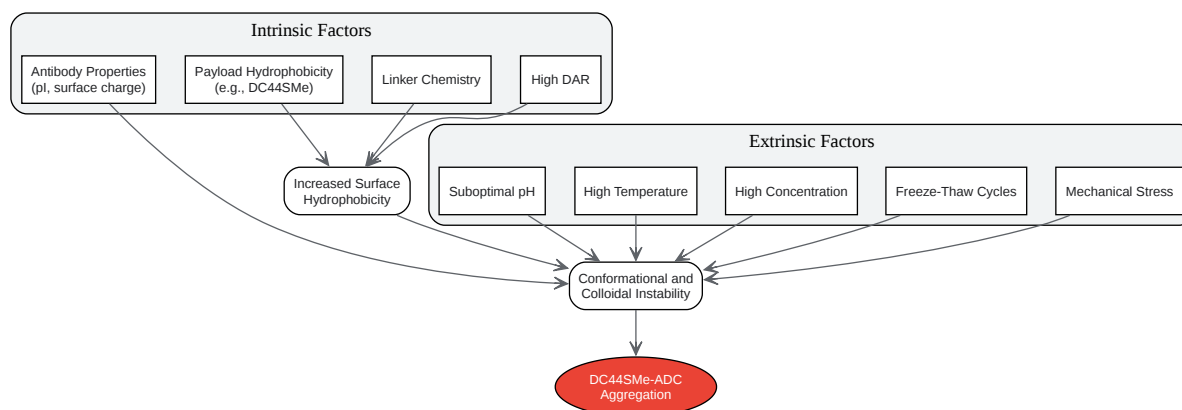 Intrinsic Factors
Antibody Properties
(pI, surface charge)
Payload Hydrophobicity
(e.g., DC44SMe)
Linker Chemistry
High DAR
Extrinsic Factors
Increased Surface
Hydrophobicity
Suboptimal pH
High Temperature
High Concentration
Freeze-Thaw Cycles
Mechanical Stress
Conformational and
Colloidal Instability
DC44SMe-ADC
Aggregation